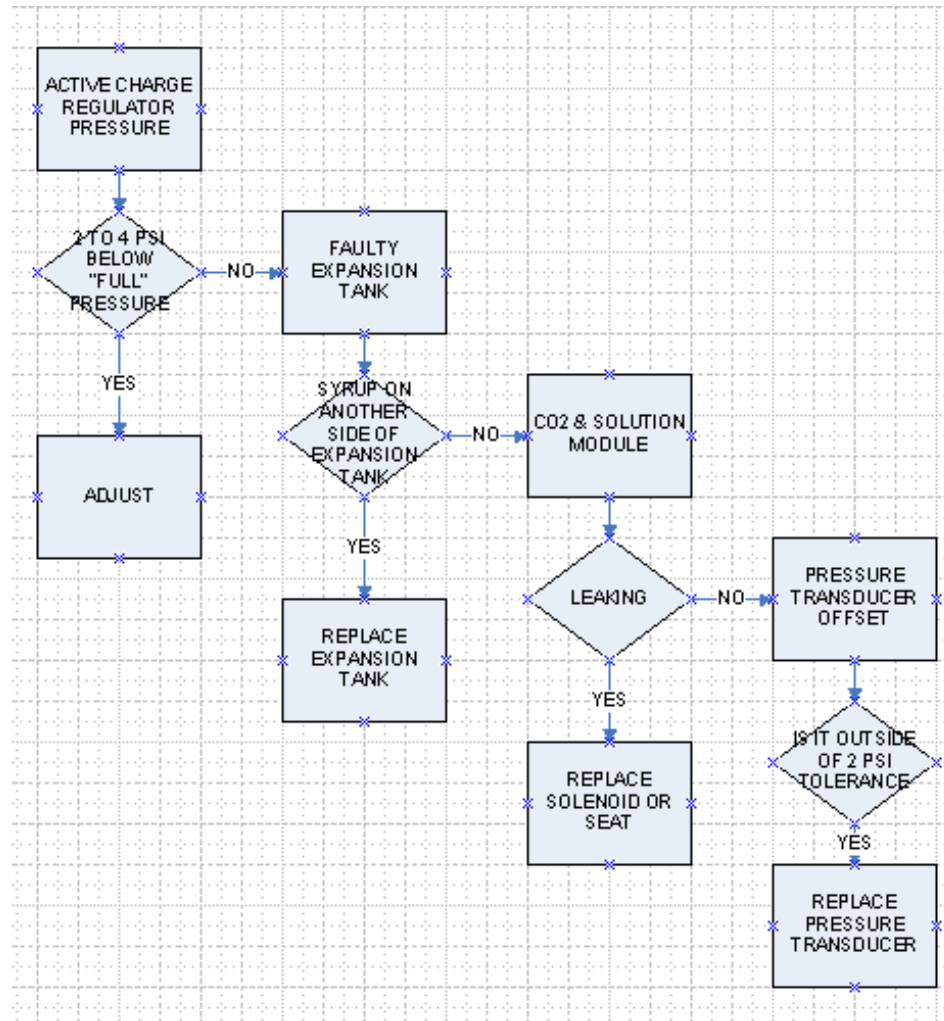 ACTIVE CHARGE
REGULATOR
PRESSURE
2 TO 4 PSI
BELOW
"FULL"
PRESSURE
NO
YES
ADJUST
FAULTY
EXPANSION
TANK
SYRUP ON
ANOTHER
SIDE OF
EXPANSION
TANK
NO
YES
REPLACE
EXPANSION
TANK
CO2 & SOLUTION
MODULE
LEAKING
NO
YES
REPLACE
SOLENOID OR
SEAT
PRESSURE
TRANSDUCER
OFFSET
IS IT OUTSIDE
OF 2 PSI
TOLERANCE
YES
REPLACE
PRESSURE
TRANSDUCER